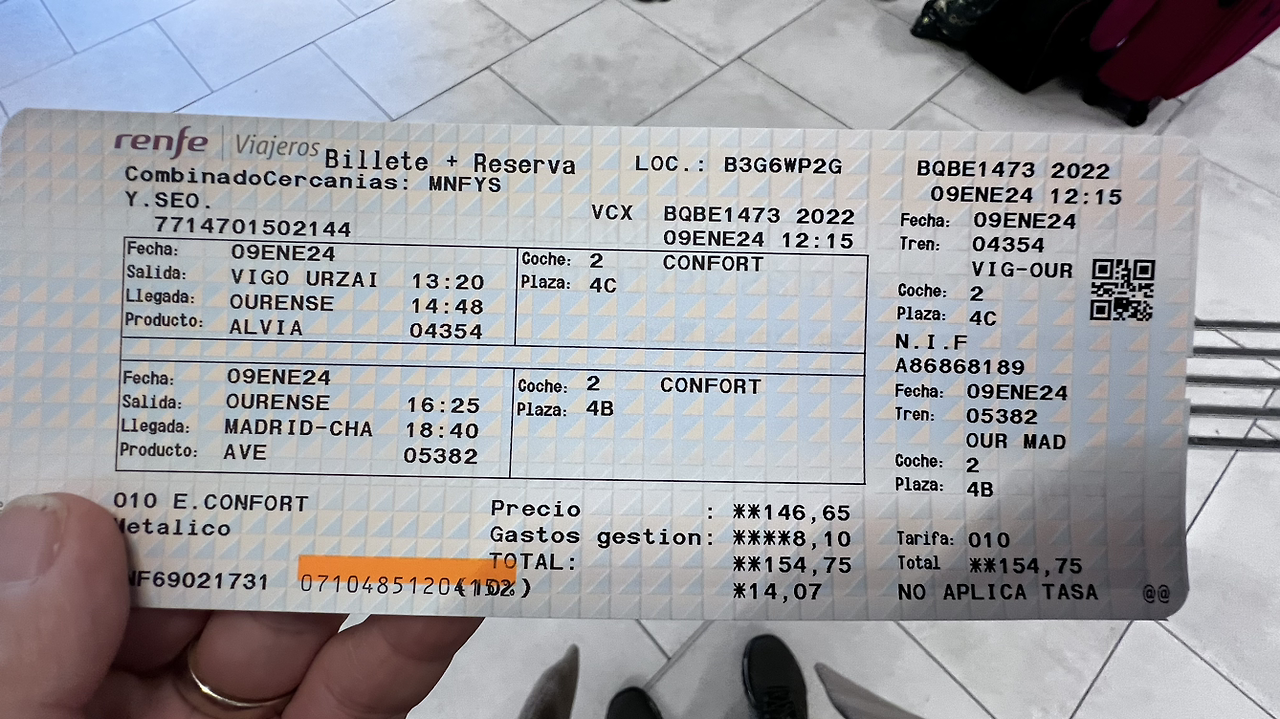 renfe Viajeros
Billete + Reserva
LOC.: B3G6WP2G
CombinadoCercanias: MNFYS
Y.SEO.
7714701502144
VCX BQBE1473 2022
09ENE24 12:15
Fecha: 09ENE24
Salida: VIGO URZAI 13:20
Llegada: OURENSE 14:48
Producto: ALVIA 04354
Coche: 2 CONFORT
Plaza: 4C
Fecha: 09ENE24
Salida: OURENSE 16:25
Llegada: MADRID-CHA 18:40
Producto: AVE 05382
Coche: 2 CONFORT
Plaza: 4B
010 E.CONFORT
Metalico
Precio : **146,65
Gastos gestion: ****8,10
TOTAL: **154,75
*14,07
NF69021731
BQBE1473 2022
09ENE24 12:15
Fecha: 09ENE24
Tren: 04354
VIG-OUR
Coche: 2
Plaza: 4C
N.I.F
A86868189
Fecha: 09ENE24
Tren: 05382
OUR MAD
Coche: 2
Plaza: 4B
Tarifa: 010
Total **154,75
NO APLICA TASA @@